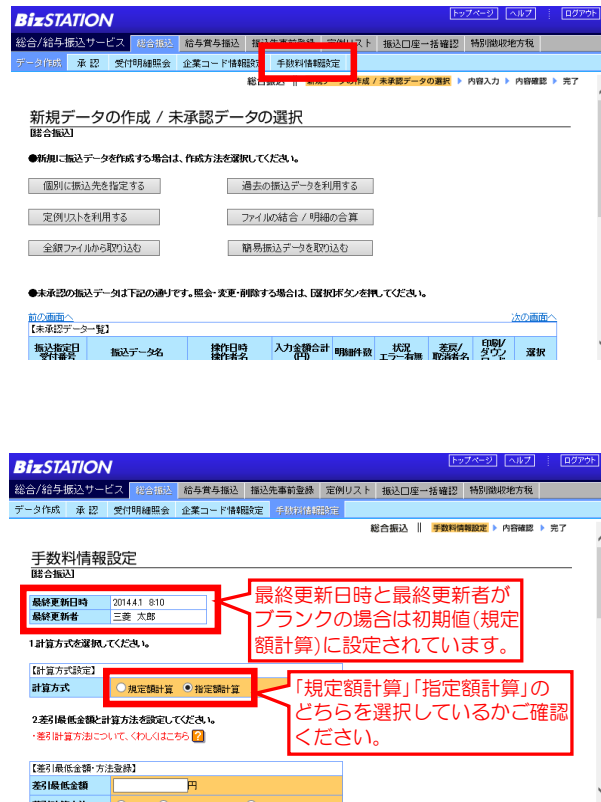 BizSTATION
トップページ ヘルプ ログアウト
総合/給与振込サービス 総合振込 給与賞与振込 振込先事前登録 定例リスト 振込口座一括確認 特別徴収地方税
データ作成 承認 受付明細照会 企業コード情報設定 手数料情報設定
総合振込 || 新規データの作成 / 未承認データの選択 内容入力 内容確認 完了
新規データの作成 / 未承認データの選択
【総合振込】
●新規に振込データを作成する場合は、作成方法を選択してください。
個別に振込先を指定する 過去の振込データを利用する
定例リストを利用する ファイルの結合 / 明細の合算
全銀ファイルから取り込む 簡易振込データを取り込む
●未承認の振込データは下記の通りです。照会・変更・削除する場合は、[選択]ボタンを押してください。
前の画面へ 次の画面へ
【未承認データ一覧】
振込指定日 振込データ名 操作日時 入力金額合計 明細件数 状況 差戻/ 印刷/ 選択
受付番号 操作者名 (円) エラー有無 取消者名 ダウン
ロード
BizSTATION
トップページ ヘルプ ログアウト
総合/給与振込サービス 総合振込 給与賞与振込 振込先事前登録 定例リスト 振込口座一括確認 特別徴収地方税
データ作成 承認 受付明細照会 企業コード情報設定 手数料情報設定
総合振込 || 手数料情報設定 内容確認 完了
手数料情報設定
【総合振込】
最終更新日時 2014.4.1 8:10
最終更新者 三菱 太郎
最終更新日時と最終更新者が
ブランクの場合は初期値(規定
額計算)に設定されています。
1.計算方式を選択してください。
【計算方式設定】
計算方式 規定額計算 指定額計算
「規定額計算」「指定額計算」の
どちらを選択しているかご確認
ください。
2.差引最低金額と計算方法を設定してください。
・差引計算方法について、くわしくはこちら ?
【差引最低金額・方法登録】
差引最低金額 円